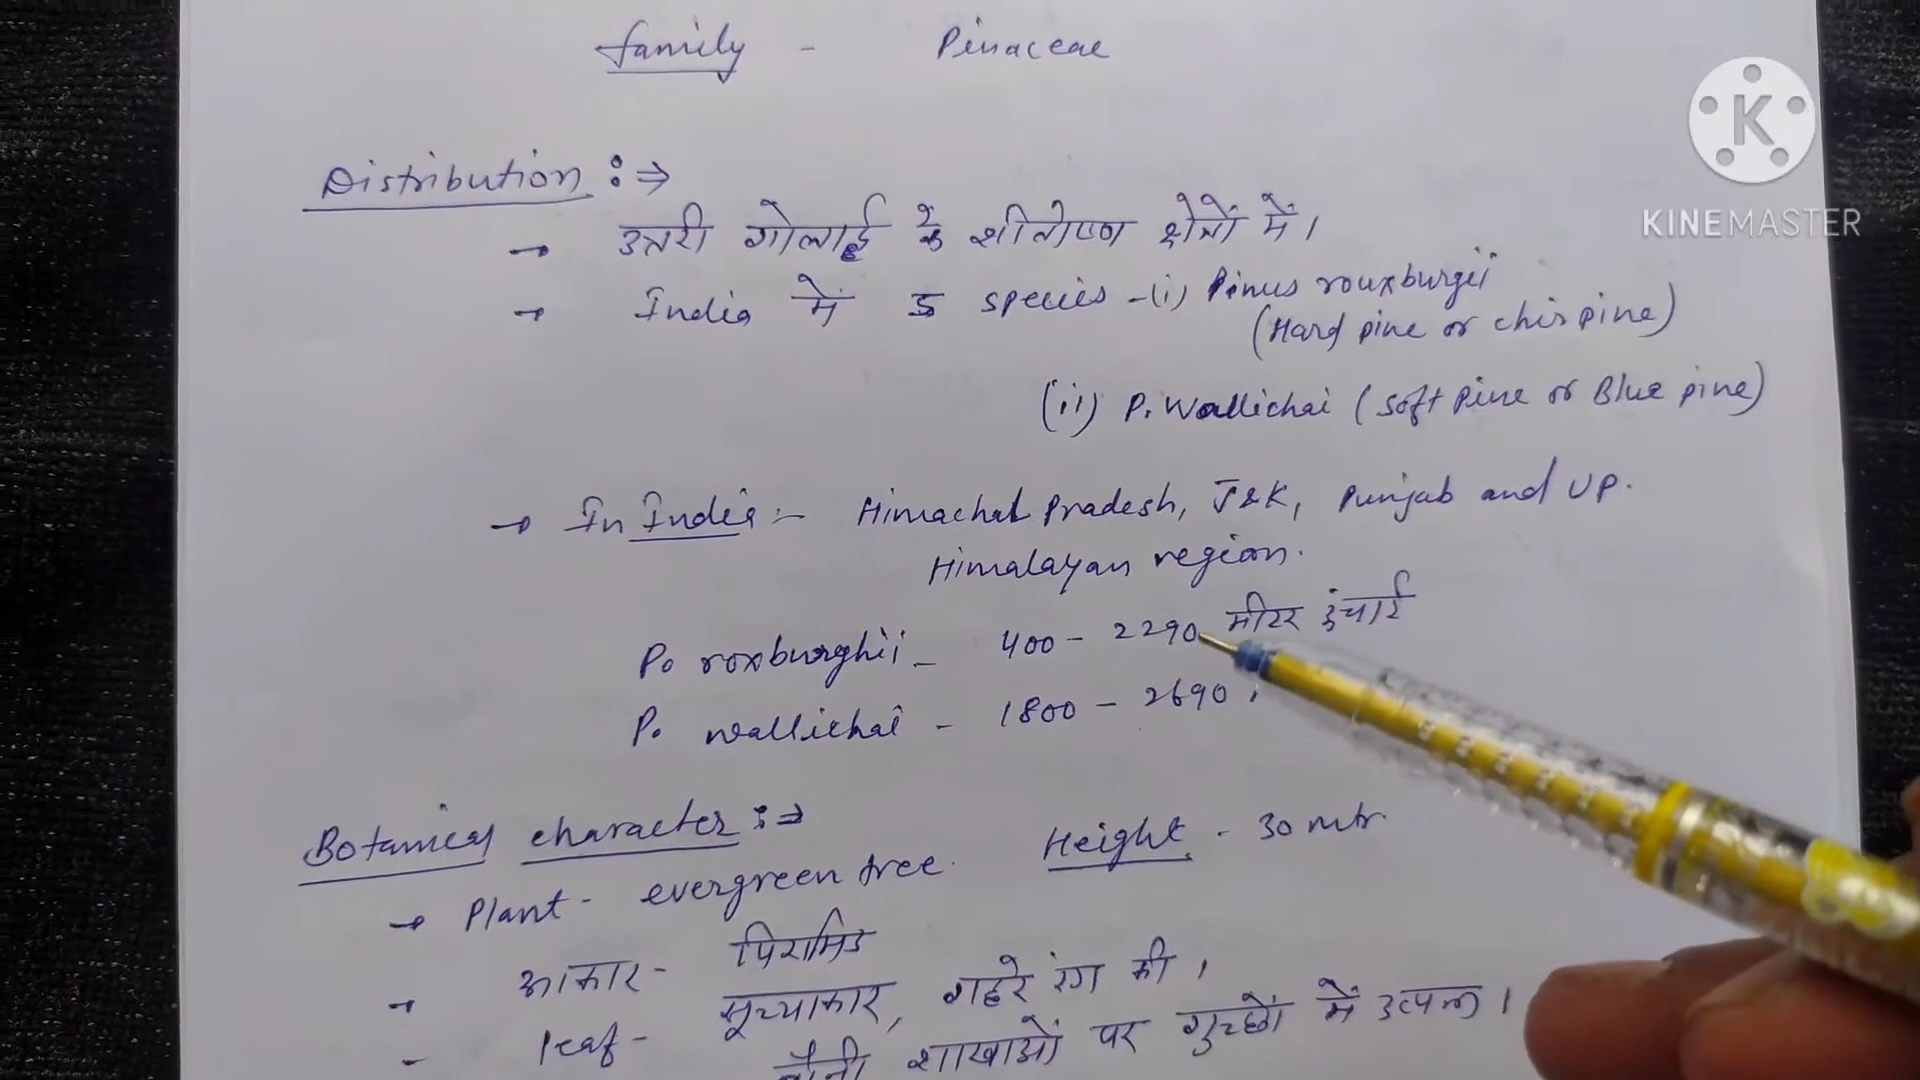 family - Pinaceae
K
KINEMASTER
Distribution :⇒
→ उत्तरी गोलार्द्ध के शीतोष्ण क्षेत्रों में।
→ India में 5 species - (i) Pinus rouxburgii
(Hard pine or chir pine)
(ii) P. Wallichai (Soft Pine or Blue pine)
→ In India :- Himachal Pradesh, J&K, Punjab and UP.
Himalayan region.
P. roxburghii - 400 - 2290 मीटर ऊंचाई
P. wallichai - 1800 - 2690
Botanical character :⇒ Height - 30 mtr.
→ Plant - evergreen tree.
→ आकार - पिरामिड
- leaf - सूच्याकार, गहरे रंग की,
बौनी शाखाओं पर गुच्छों में उत्पन्न।